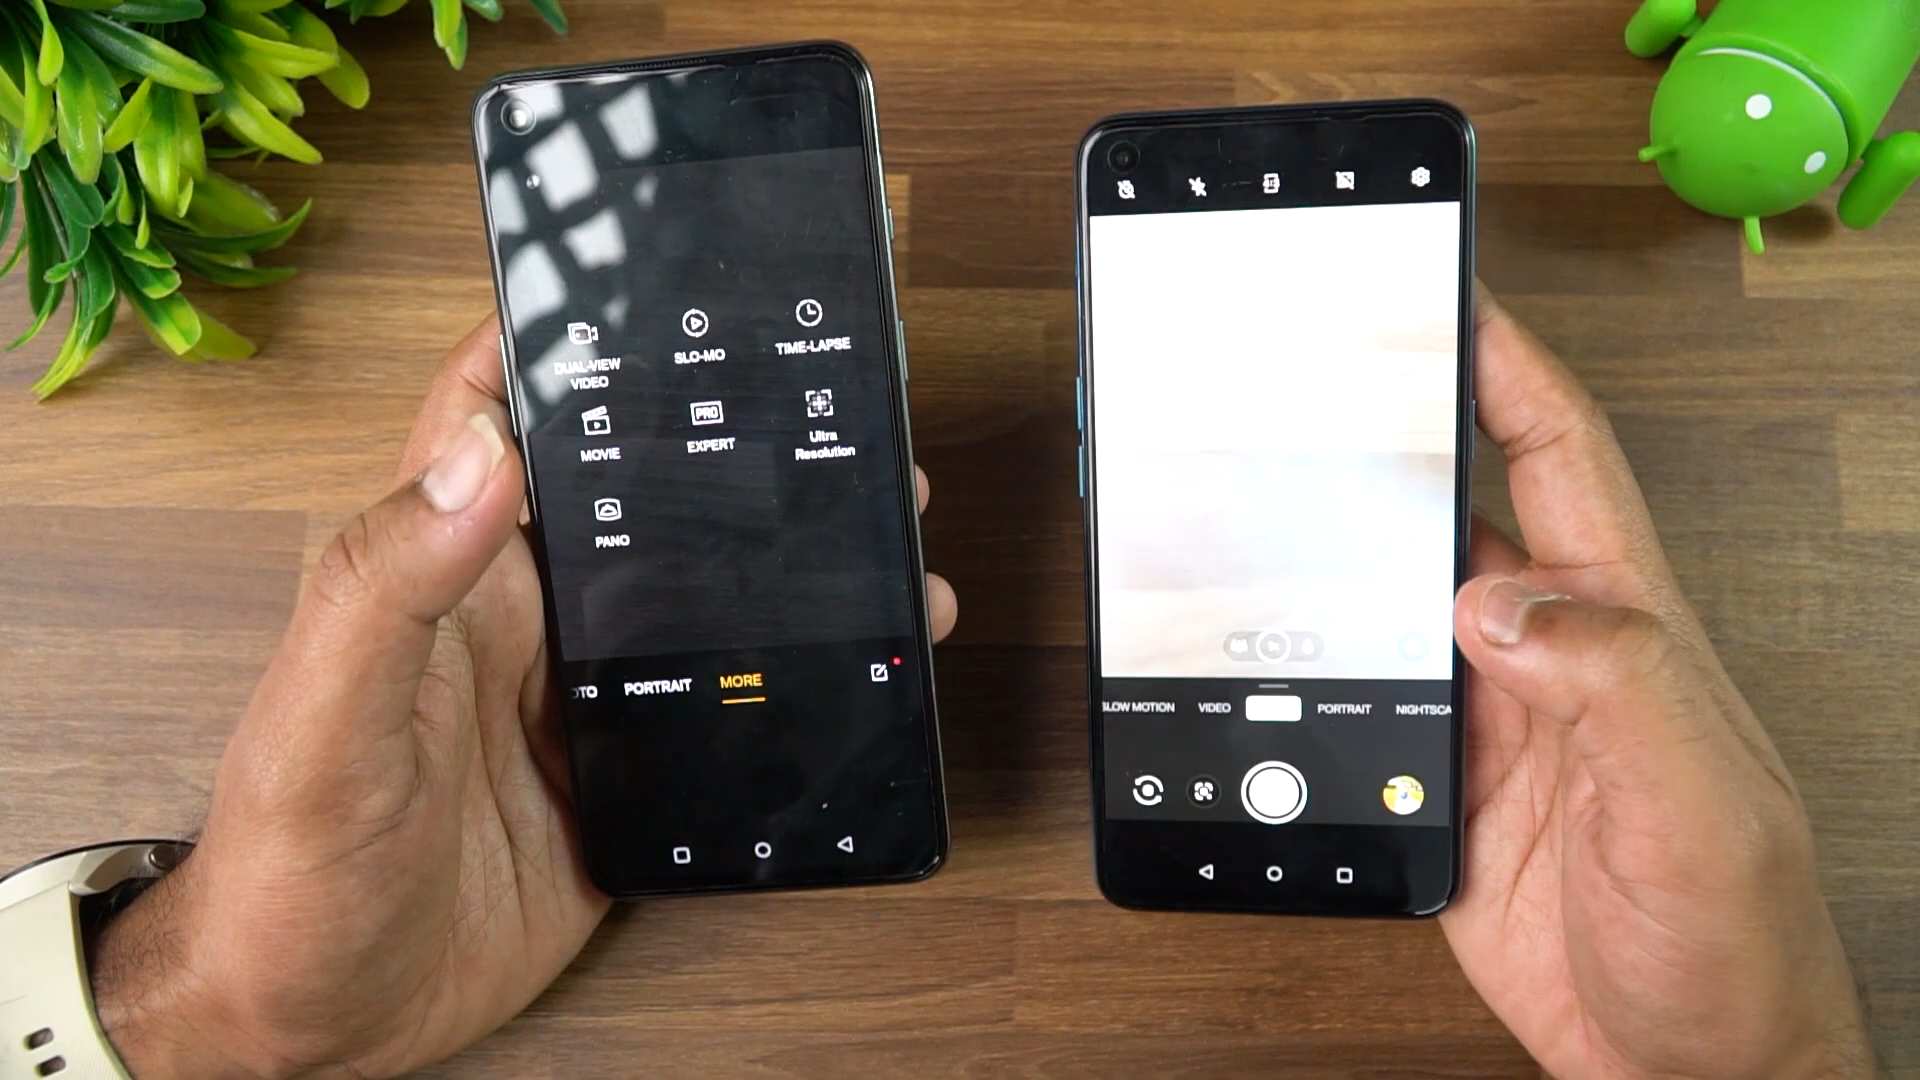 DUAL-VIEW
VIDEO
SLO-MO
TIME-LAPSE
MOVIE
PRO
EXPERT
Ultra
Resolution
PANO
OTO
PORTRAIT
MORE
SLOW MOTION
VIDEO
PORTRAIT
NIGHTSCA